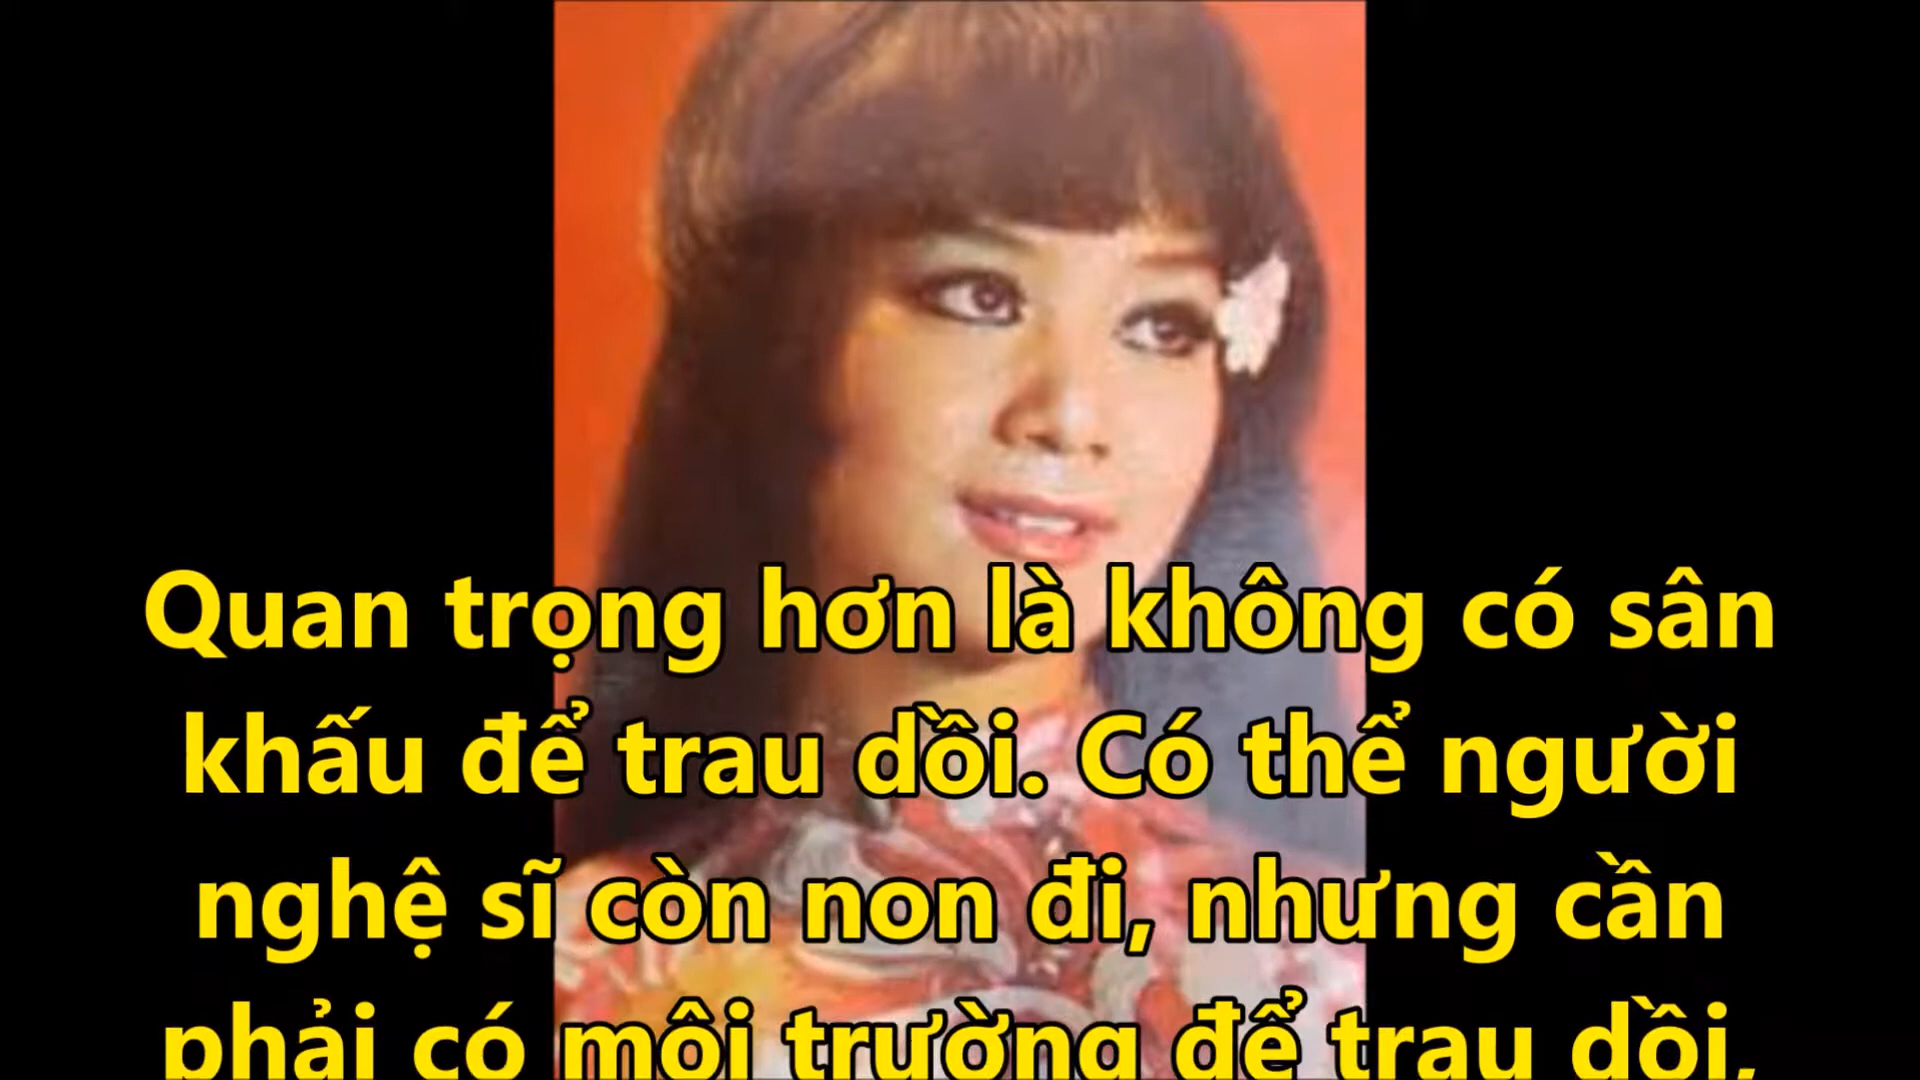 Quan trọng hơn là không có sân
khấu để trau dồi. Có thể người
nghệ sĩ còn non đi, nhưng cần
phải có môi trường để trau dồi,